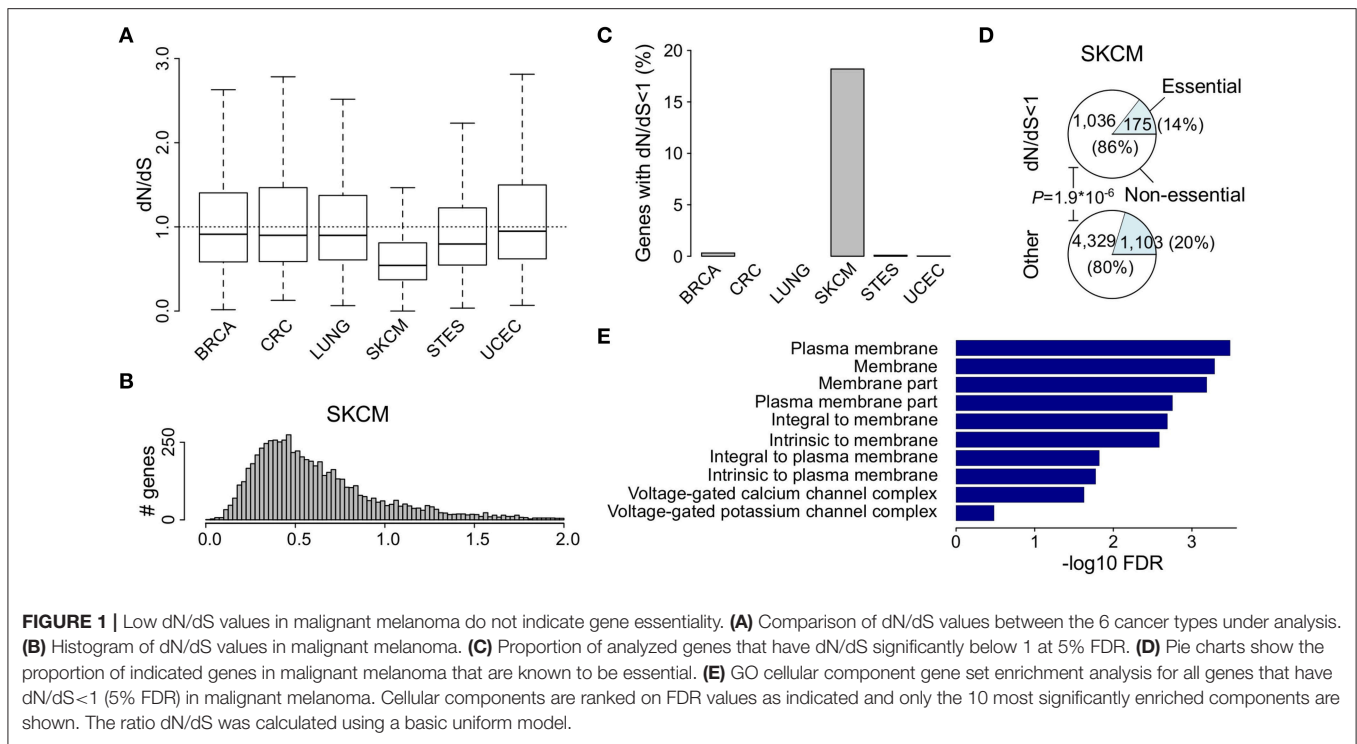 A
dN/dS
3.0
2.0
1.0
0.0
BRCA
CRC
LUNG
SKCM
STES
UCEC
B
SKCM
# genes
250
0
0.0 0.5 1.0 1.5 2.0
C
Genes with dN/dS<1 (%)
20
15
10
5
0
BRCA
CRC
LUNG
SKCM
STES
UCEC
D
SKCM
dN/dS<1
Essential
1,036 175 (14%)
(86%)
P=1.9*10-6 Non-essential
Other
4,329 1,103 (20%)
(80%)
E
Plasma membrane
Membrane
Membrane part
Plasma membrane part
Integral to membrane
Intrinsic to membrane
Integral to plasma membrane
Intrinsic to plasma membrane
Voltage-gated calcium channel complex
Voltage-gated potassium channel complex
0 1 2 3
-log10 FDR
FIGURE 1 | Low dN/dS values in malignant melanoma do not indicate gene essentiality. (A) Comparison of dN/dS values between the 6 cancer types under analysis.
(B) Histogram of dN/dS values in malignant melanoma. (C) Proportion of analyzed genes that have dN/dS significantly below 1 at 5% FDR. (D) Pie charts show the
proportion of indicated genes in malignant melanoma that are known to be essential. (E) GO cellular component gene set enrichment analysis for all genes that have
dN/dS<1 (5% FDR) in malignant melanoma. Cellular components are ranked on FDR values as indicated and only the 10 most significantly enriched components are
shown. The ratio dN/dS was calculated using a basic uniform model.